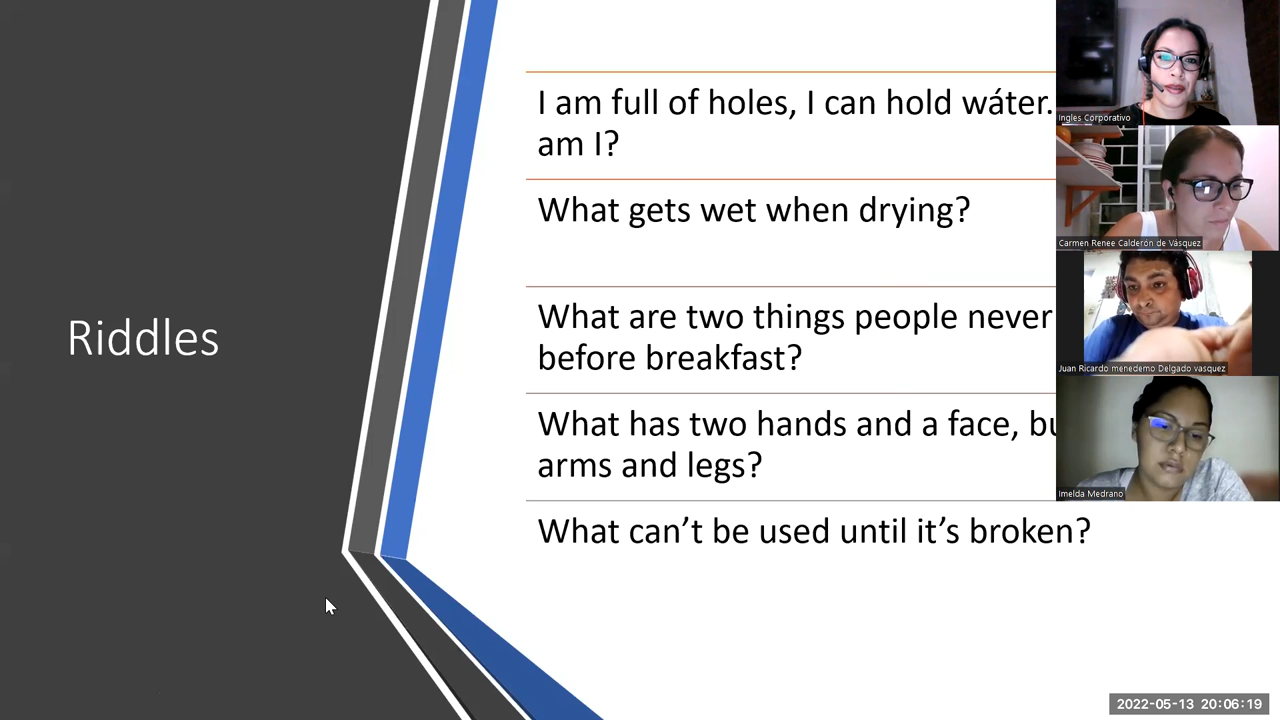 Riddles
I am full of holes, I can hold wáter.
am I?
What gets wet when drying?
What are two things people never
before breakfast?
What has two hands and a face, bu
arms and legs?
What can’t be used until it’s broken?
Ingles Corporativo
Carmen Renee Calderón de Vásquez
Juan Ricardo menedemo Delgado vasquez
Imelda Medrano
2022-05-13 20:06:19